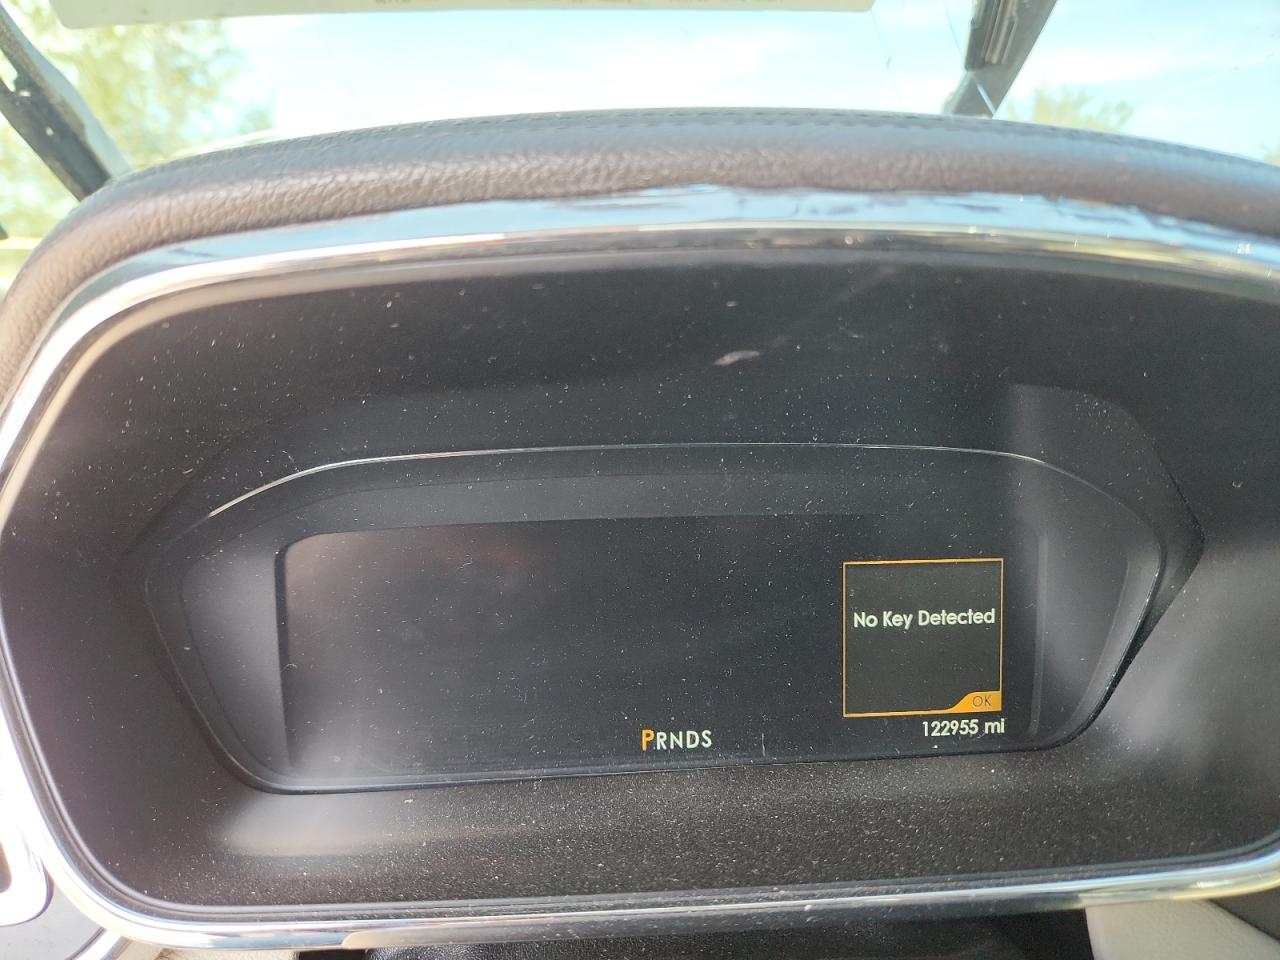 No Key Detected
OK
PRNDS
122955 mi